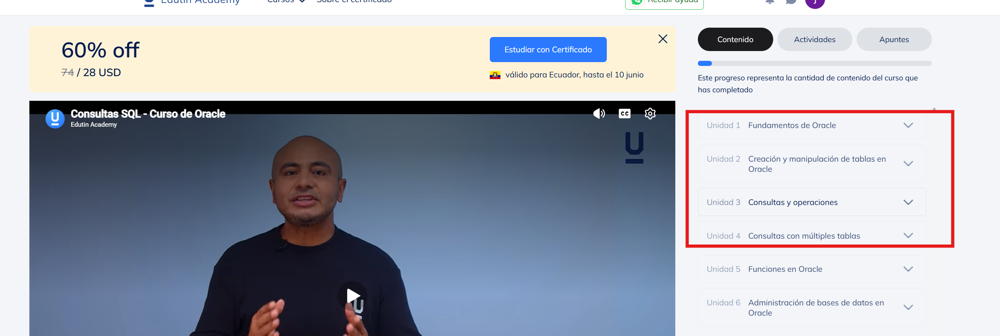 Edutin Academy
Cursos
Sobre el certificado
Recibir ayuda
J
60% off
74 / 28 USD
Estudiar con Certificado
válido para Ecuador, hasta el 10 junio
Contenido
Actividades
Apuntes
Este progreso representa la cantidad de contenido del curso que
has completado
Consultas SQL - Curso de Oracle
Edutin Academy
CC
Unidad 1 Fundamentos de Oracle
Unidad 2 Creación y manipulación de tablas en
Oracle
Unidad 3 Consultas y operaciones
Unidad 4 Consultas con múltiples tablas
Unidad 5 Funciones en Oracle
Unidad 6 Administración de bases de datos en
Oracle